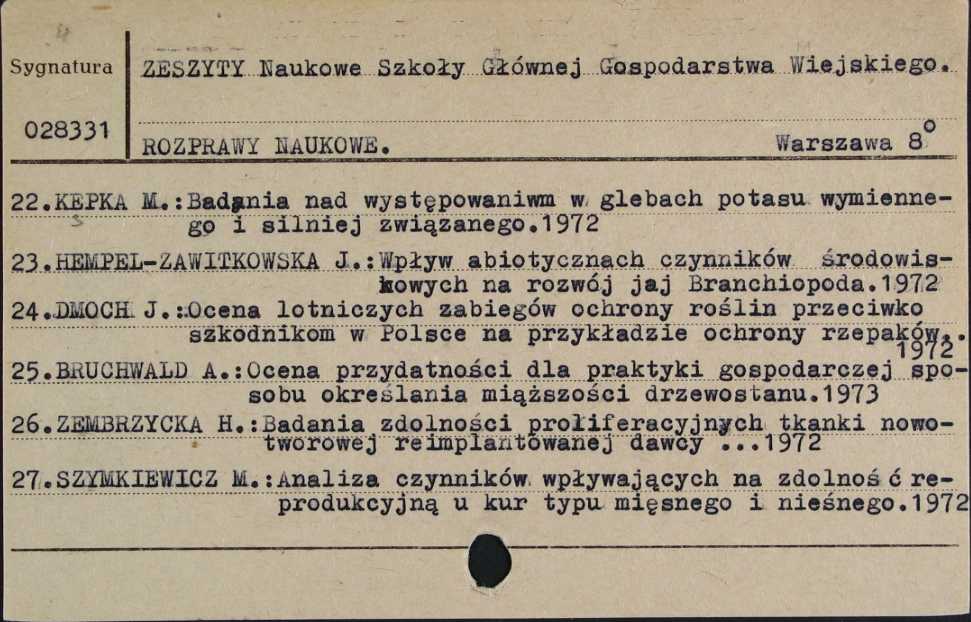 Sygnatura ZESZYTY Naukowe Szkoły Głównej Gospodarstwa Wiejskiego.
028331
ROZPRAWY NAUKOWE. Warszawa 8°
22.KEPKA M.:Badania nad występowaniwm w glebach potasu wymienne-
go i silniej związanego.1972
23.HEMPEL-ZAWITKOWSKA J.:Wpływ abiotycznach czynników środowis-
kowych na rozwój jaj Branchiopoda.1972
24.DMOCH J.:Ocena lotniczych zabiegów ochrony roślin przeciwko
szkodnikom w Polsce na przykładzie ochrony rzepaków..
1972
25.BRUCHWALD A.:Ocena przydatności dla praktyki gospodarczej spo-
sobu określania miąższości drzewostanu.1973
26.ZEMBRZYCKA H.:Badania zdolności proliferacyjnych tkanki nowo-
tworowej reimplantowanej dawcy ...1972
27.SZYMKIEWICZ M.:Analiza czynników wpływających na zdolność re-
produkcyjną u kur typu mięsnego i nieśnego.1972